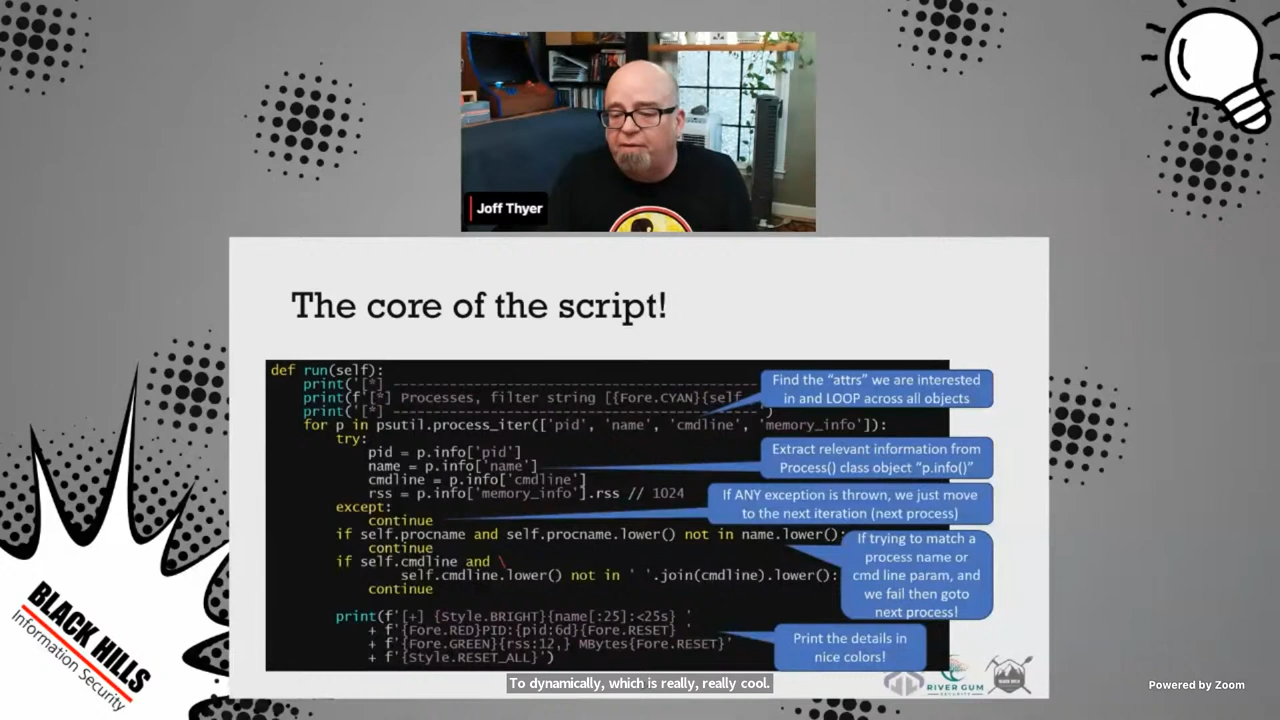 Joff Thyer
The core of the script!
def run(self):
print('[*] ----------------------------------------------
print(f'[*] Processes, filter string [{Fore.CYAN}{self
print('[*] ----------------------------------------------')
for p in psutil.process_iter(['pid', 'name', 'cmdline', 'memory_info']):
try:
pid = p.info['pid']
name = p.info['name']
cmdline = p.info['cmdline']
rss = p.info['memory_info'].rss // 1024
except:
continue
if self.procname and self.procname.lower() not in name.lower():
continue
if self.cmdline and \
self.cmdline.lower() not in ' '.join(cmdline).lower():
continue
print(f'[+] {Style.BRIGHT}{name[:25]:<25s} '
+ f'{Fore.RED}PID:{pid:6d}{Fore.RESET} '
+ f'{Fore.GREEN}{rss:12,} MBytes{Fore.RESET}'
+ f'{Style.RESET_ALL}')
Find the “attrs” we are interested
in and LOOP across all objects
Extract relevant information from
Process() class object “p.info()”
If ANY exception is thrown, we just move
to the next iteration (next process)
If trying to match a
process name or
cmd line param, and
we fail then goto
next process!
Print the details in
nice colors!
BLACK HILLS
Information Security
RIVER GUM
SECURITY
To dynamically, which is really, really cool.
Powered by Zoom